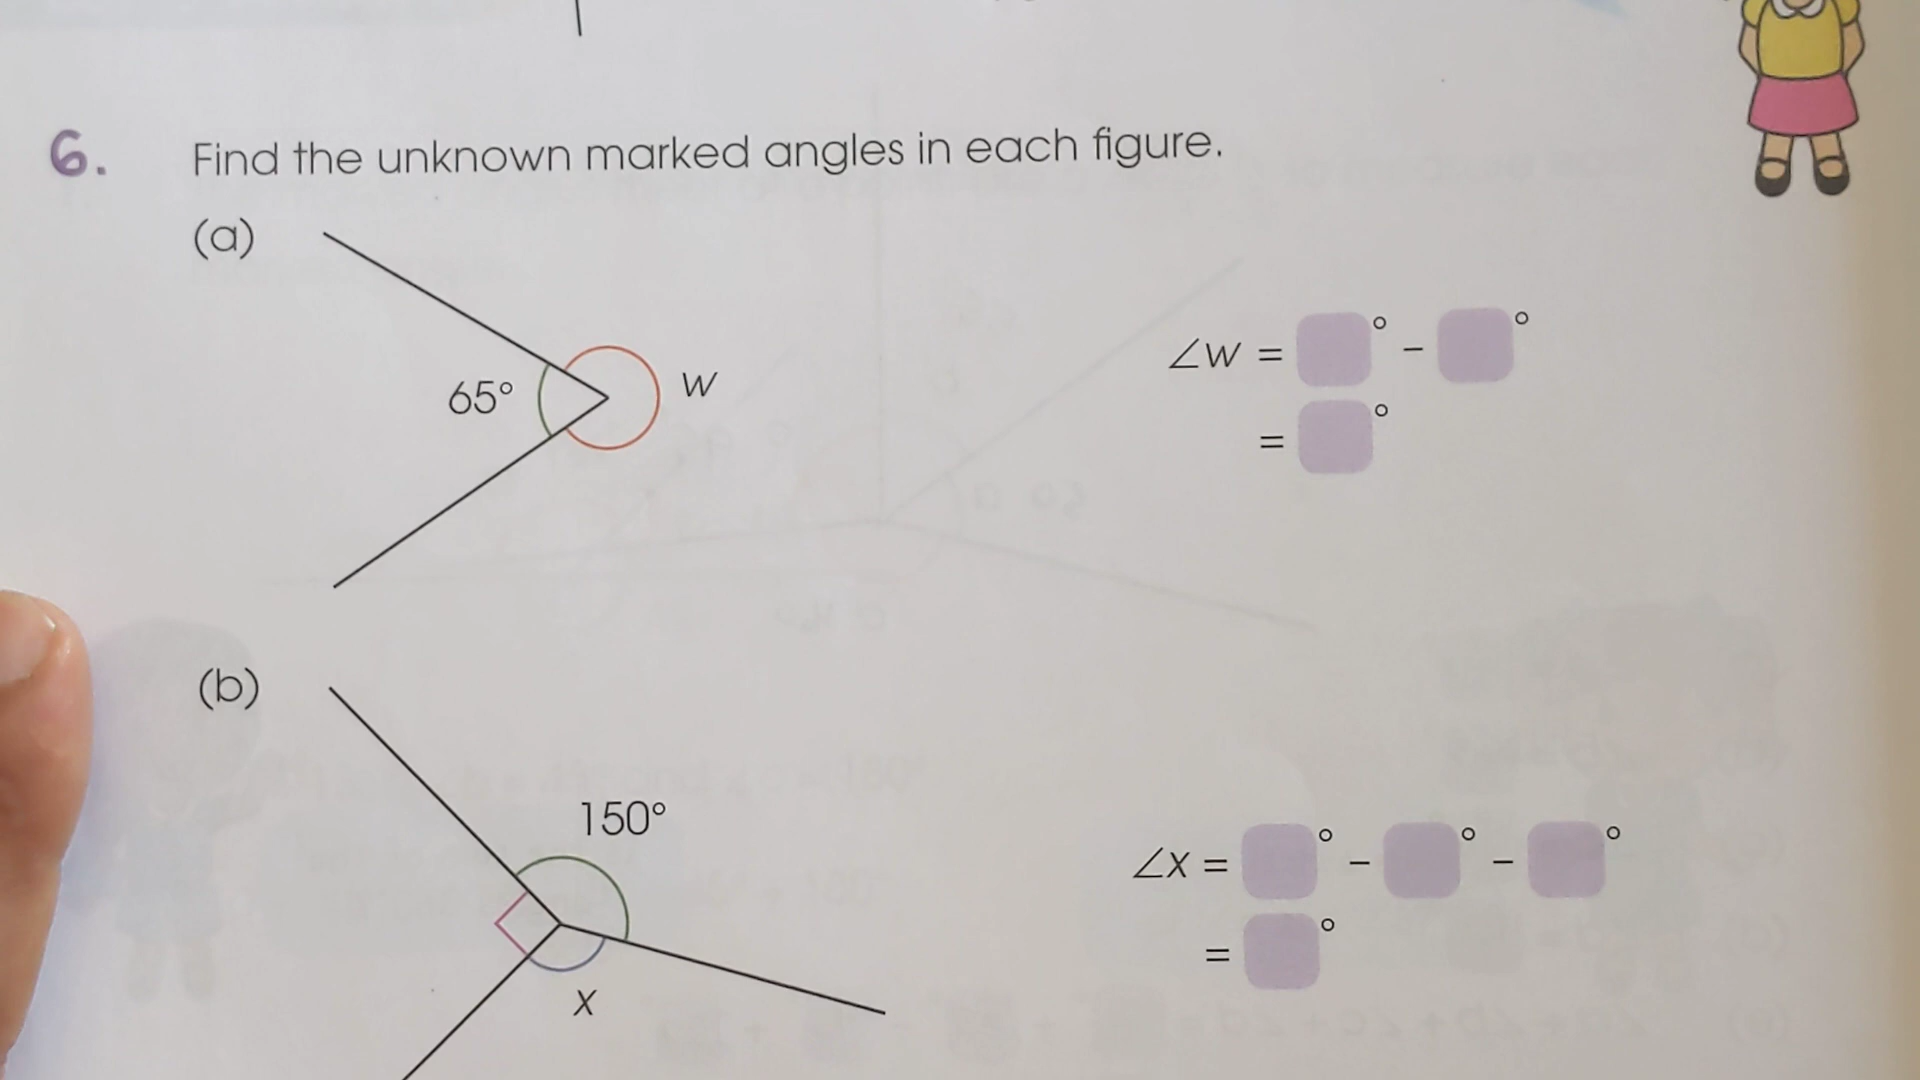 6. Find the unknown marked angles in each figure.
(a)
65°
w
∠w = ° – °
= °
(b)
150°
x
∠x = ° – ° – °
= °